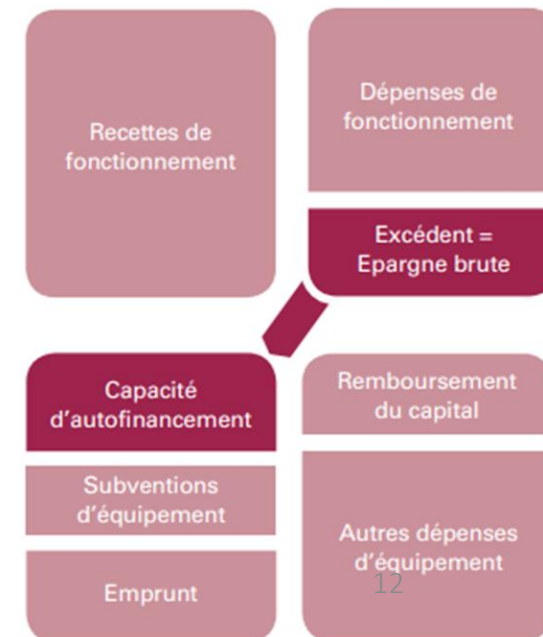 Recettes de
fonctionnement
Dépenses de
fonctionnement
Excédent =
Epargne brute
Capacité
d'autofinancement
Remboursement
du capital
Subventions
d'équipement
Autres dépenses
d'équipement
12
Emprunt